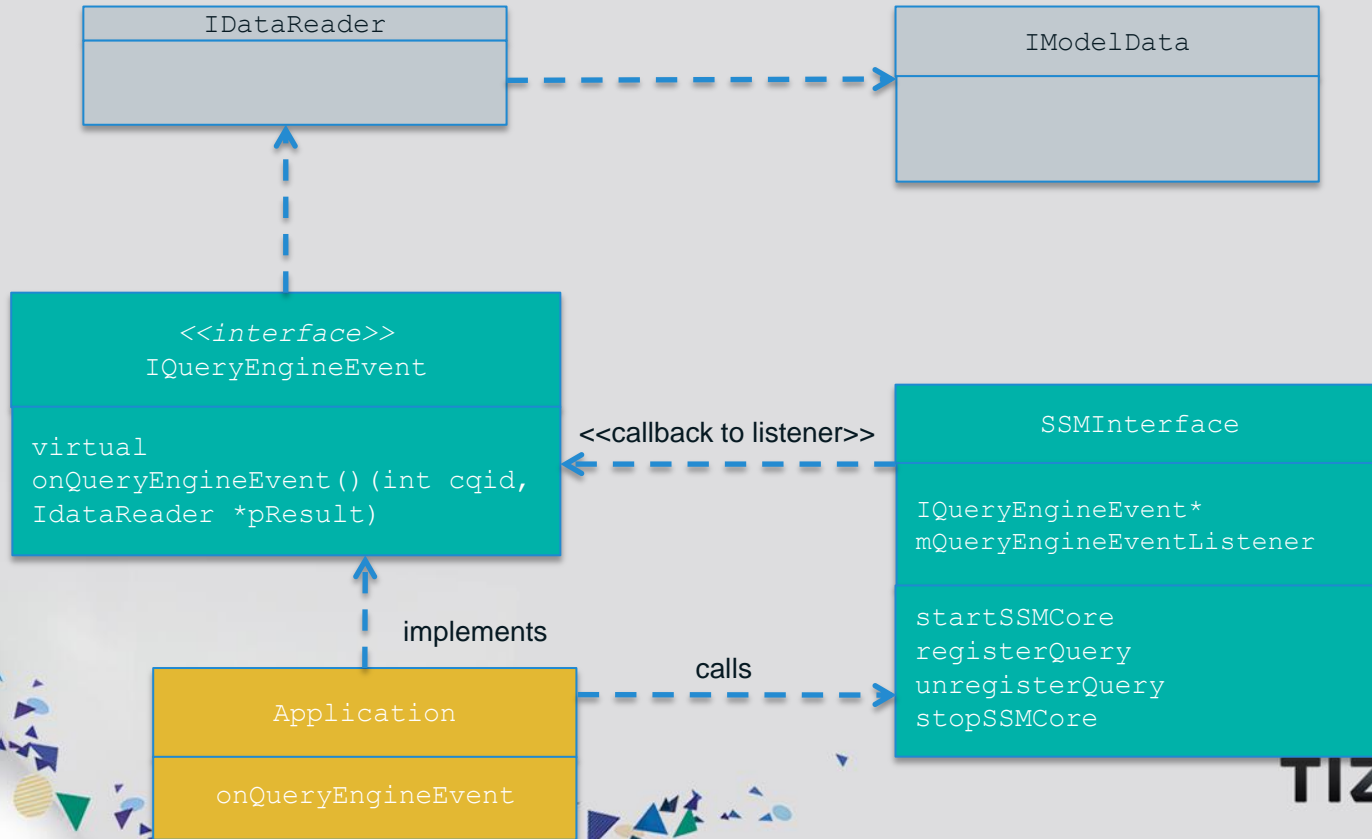 IDataReader
IModelData
<<interface>>
IQueryEngineEvent
virtual
onQueryEngineEvent()(int cqid,
IdataReader *pResult)
<<callback to listener>>
SSMInterface
IQueryEngineEvent*
mQueryEngineEventListener
startSSMCore
registerQuery
unregisterQuery
stopSSMCore
implements
calls
Application
onQueryEngineEvent